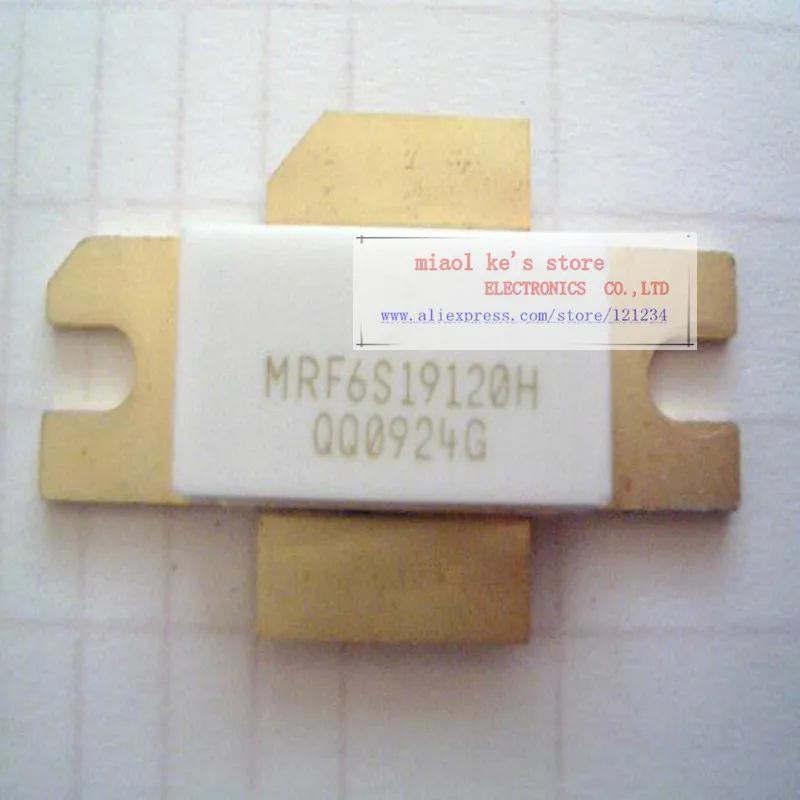 miaol ke's store
ELECTRONICS CO.,LTD
www.aliexpress.com/store/121234
MRF6S19120H
QQ0924G